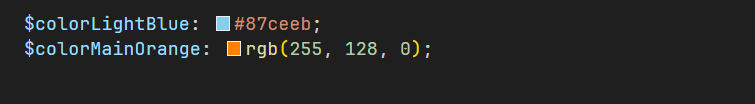 $colorLightBlue: #87ceeb;
$colorMainOrange: rgb(255, 128, 0);